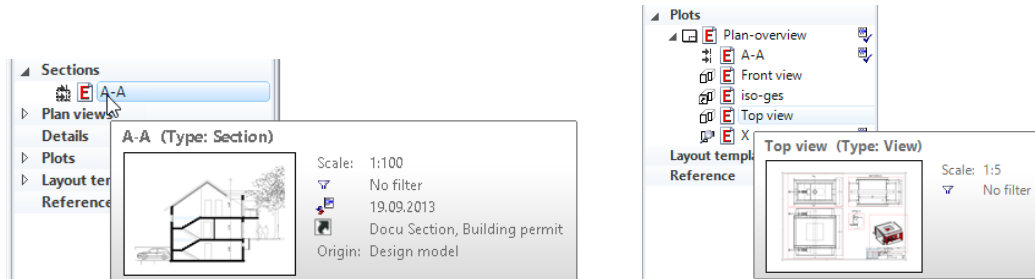 Sections
E A-A
Plan views
Details
Plots
Layout ter
Reference
A-A (Type: Section)
Scale: 1:100
No filter
19.09.2013
Docu Section, Building permit
Origin: Design model
Plots
E Plan-overview
E A-A
E Front view
E iso-ges
E Top view
E X
Layout templa
Reference
Top view (Type: View)
Scale: 1:5
No filter